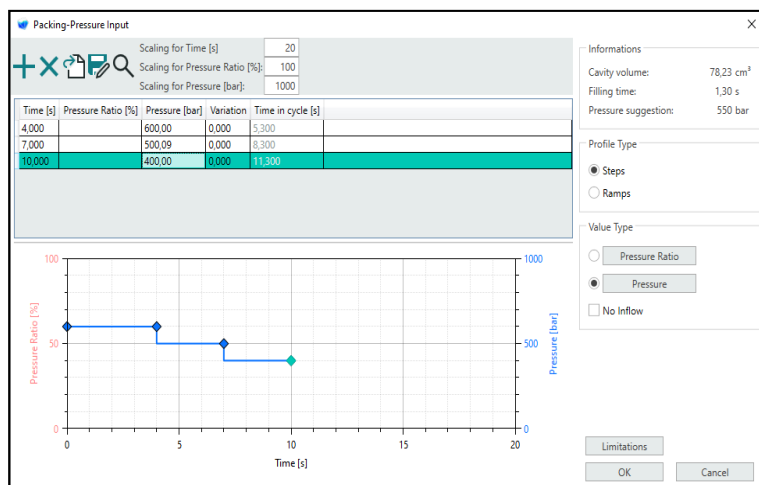 Packing-Pressure Input
Scaling for Time [s] 20
Scaling for Pressure Ratio [%]: 100
Scaling for Pressure [bar]: 1000
Time [s] Pressure Ratio [%] Pressure [bar] Variation Time in cycle [s]
4,000 600,00 0,000 5,300
7,000 500,09 0,000 8,300
10,000 400,00 0,000 11,300
Pressure Ratio [%]
100
50
0
1000
500
0
Pressure [bar]
0 5 10 15 20
Time [s]
Informations
Cavity volume: 78,23 cm³
Filling time: 1,30 s
Pressure suggestion: 550 bar
Profile Type
Steps
Ramps
Value Type
Pressure Ratio
Pressure
No Inflow
Limitations
OK Cancel